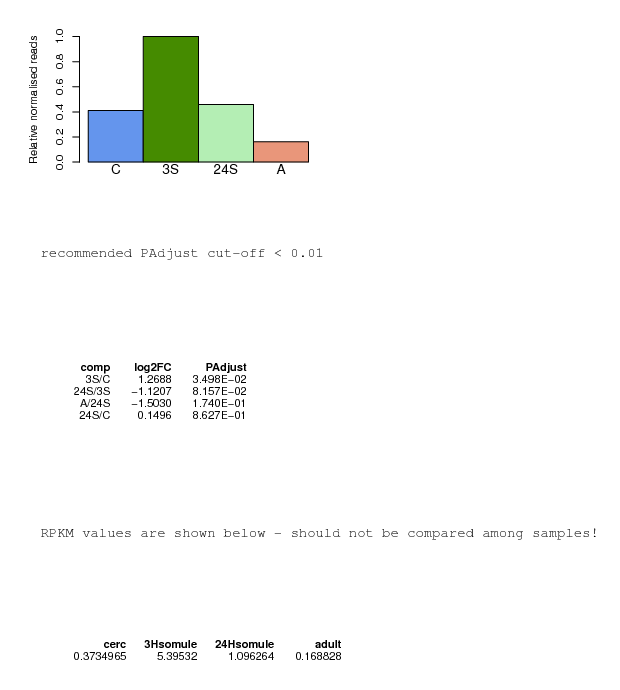 Relative normalised reads
1.0
0.8
0.6
0.4
0.2
0.0
C 3S 24S A
recommended PAdjust cut-off < 0.01
comp log2FC PAdjust
3S/C 1.2688 3.498E−02
24S/3S −1.1207 8.157E−02
A/24S −1.5030 1.740E−01
24S/C 0.1496 8.627E−01
RPKM values are shown below - should not be compared among samples!
cerc 3Hsomule 24Hsomule adult
0.3734965 5.39532 1.096264 0.168828